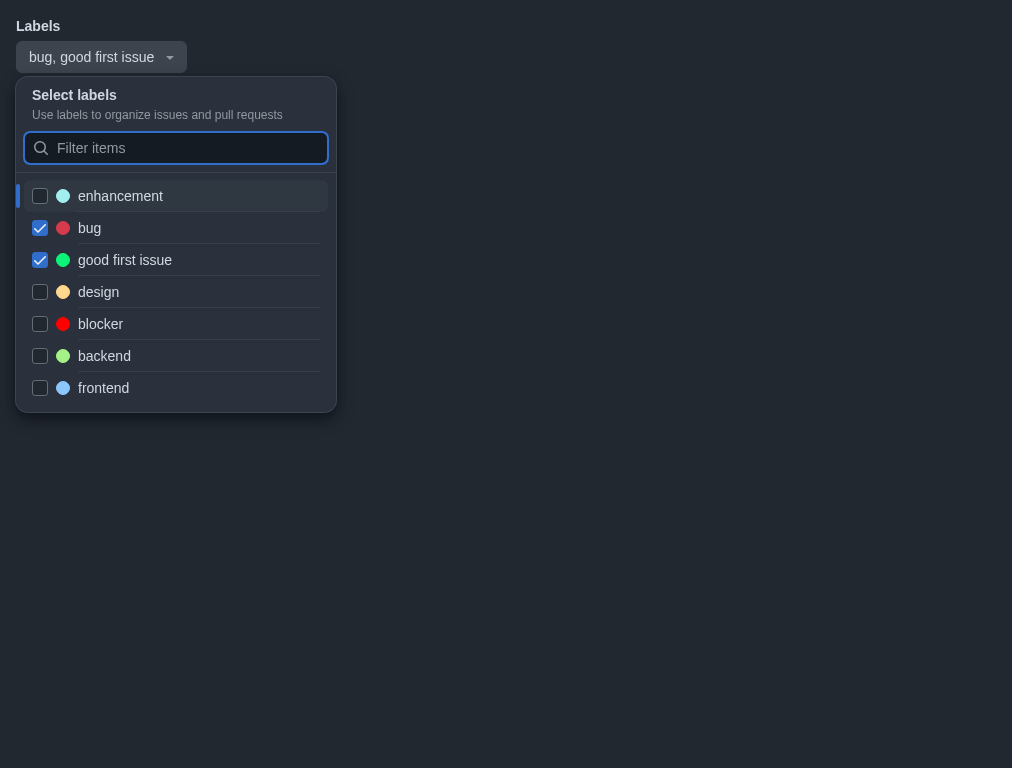 Labels
bug, good first issue
Select labels
Use labels to organize issues and pull requests
Filter items
enhancement
bug
good first issue
design
blocker
backend
frontend